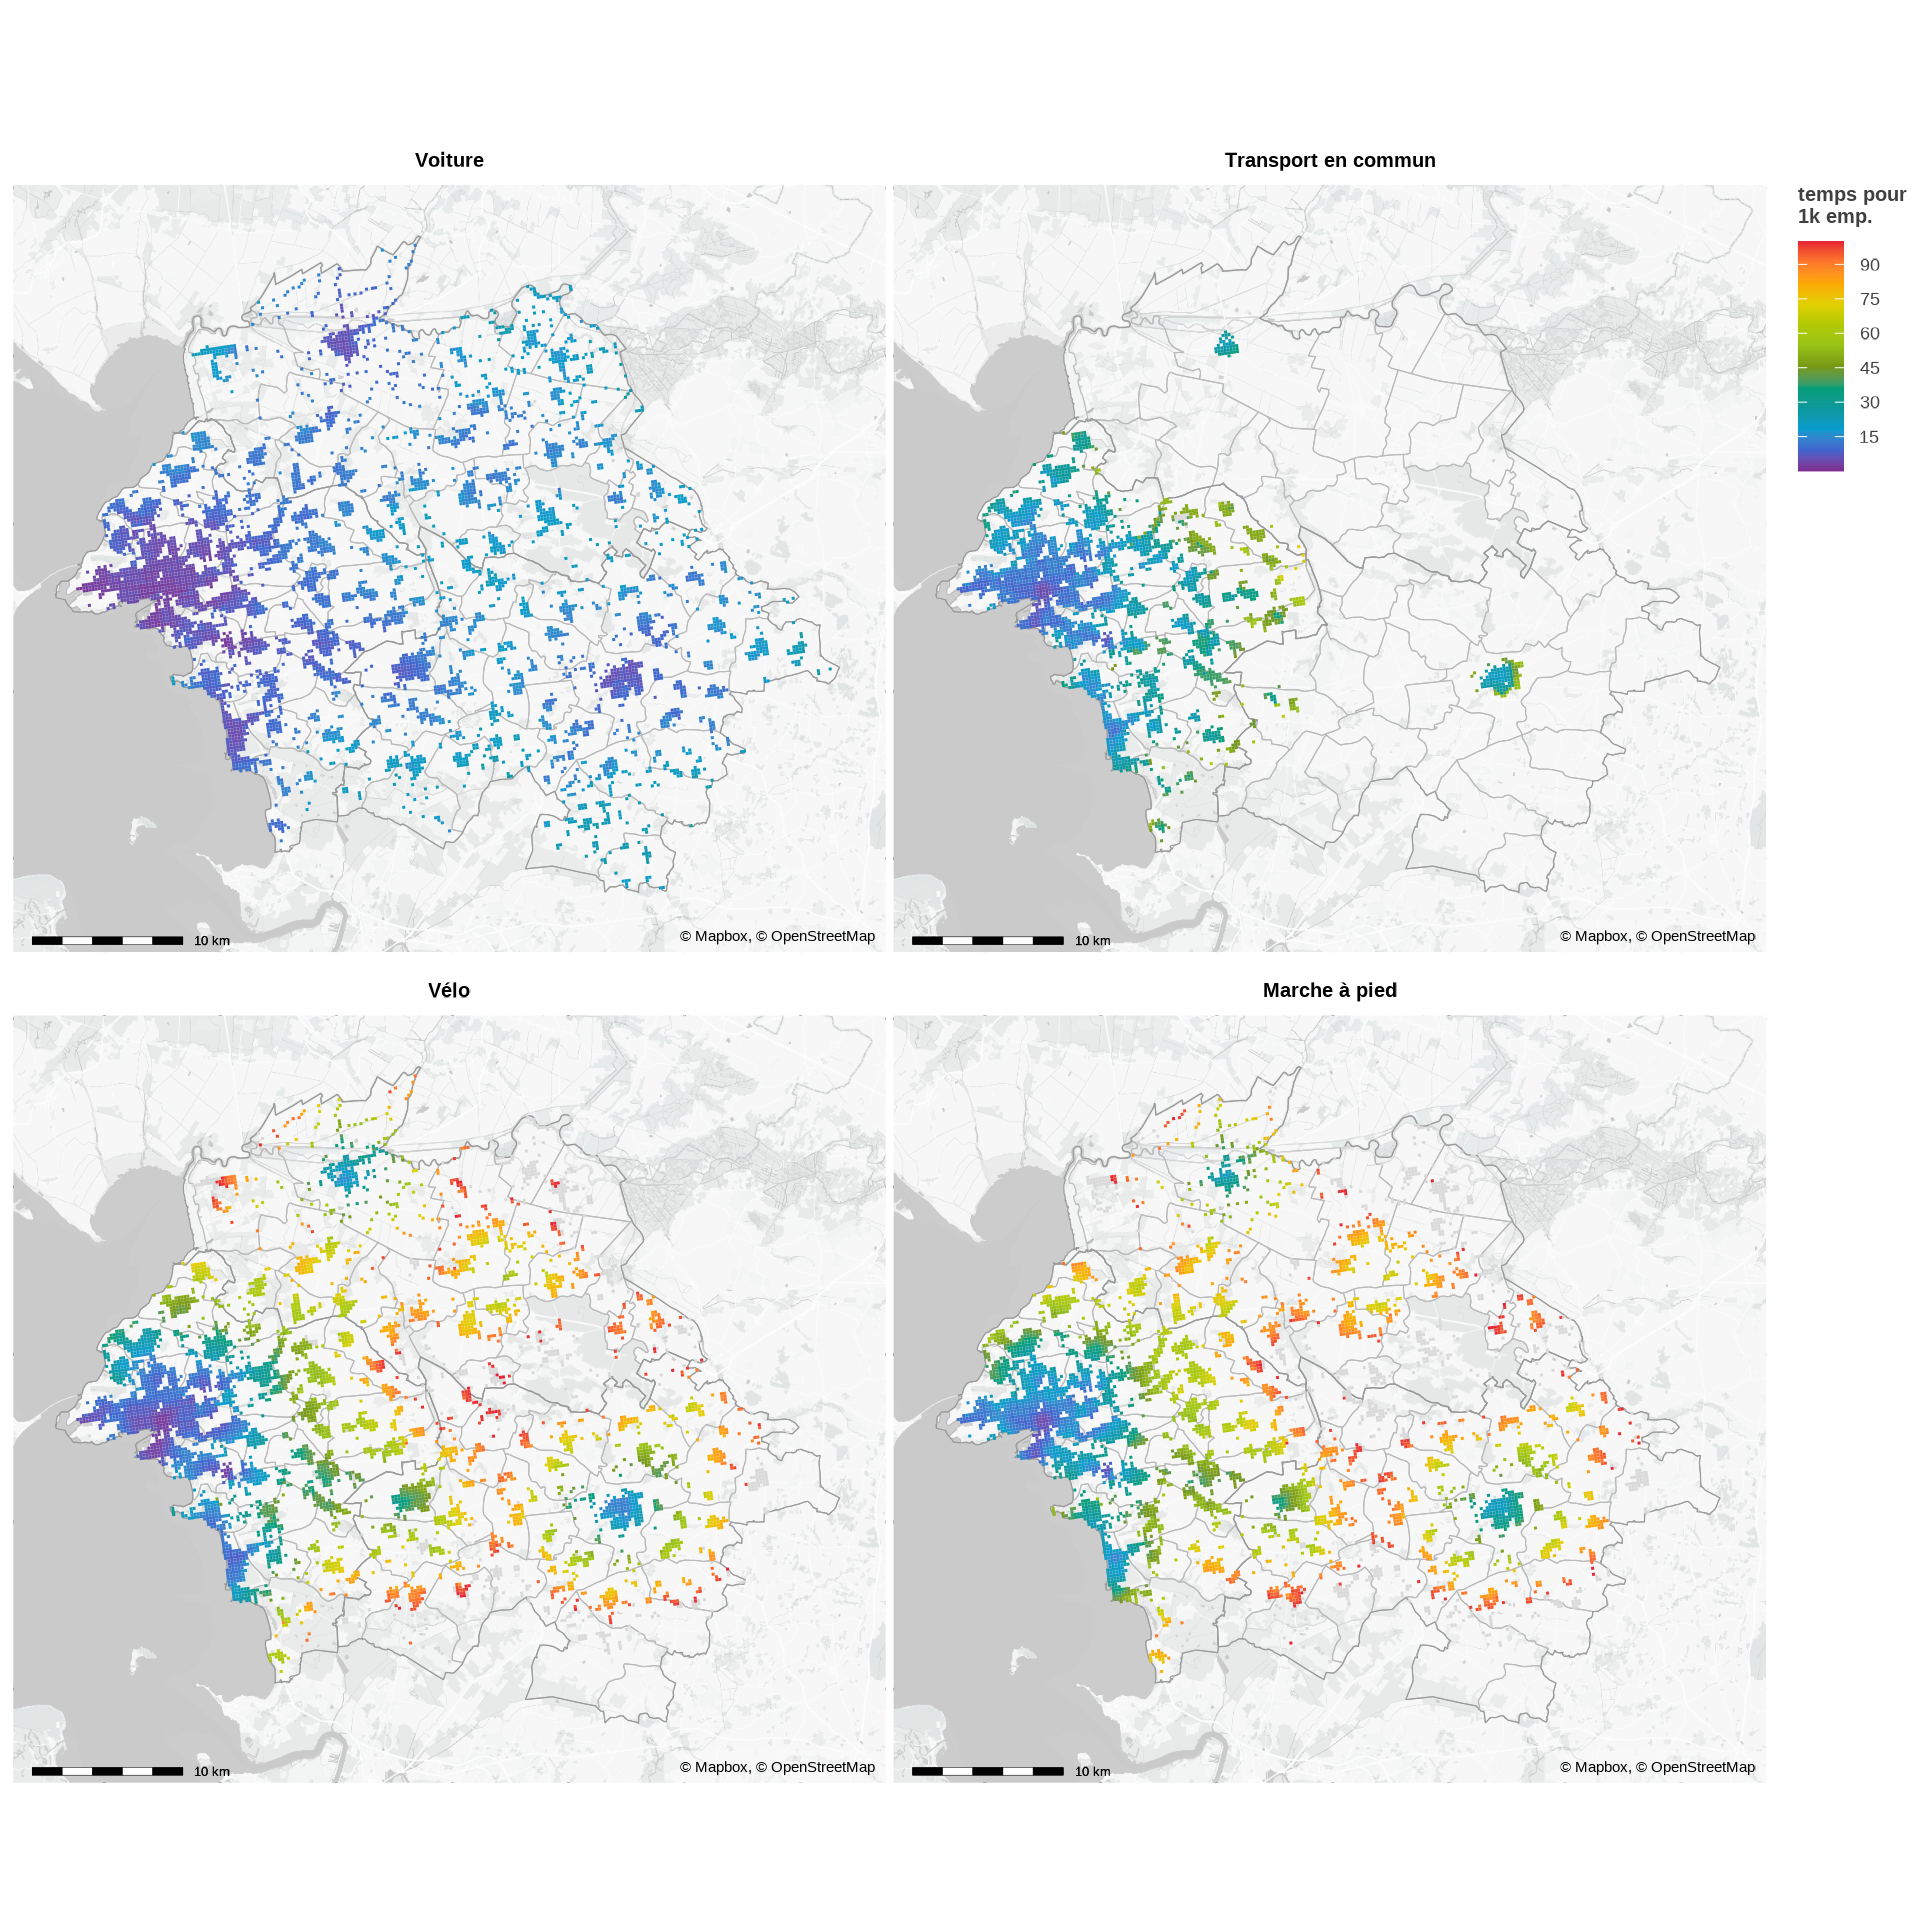 Voiture
Transport en commun
temps pour
1k emp.
90
75
60
45
30
15
10 km
© Mapbox, © OpenStreetMap
10 km
© Mapbox, © OpenStreetMap
Vélo
Marche à pied
10 km
© Mapbox, © OpenStreetMap
10 km
© Mapbox, © OpenStreetMap